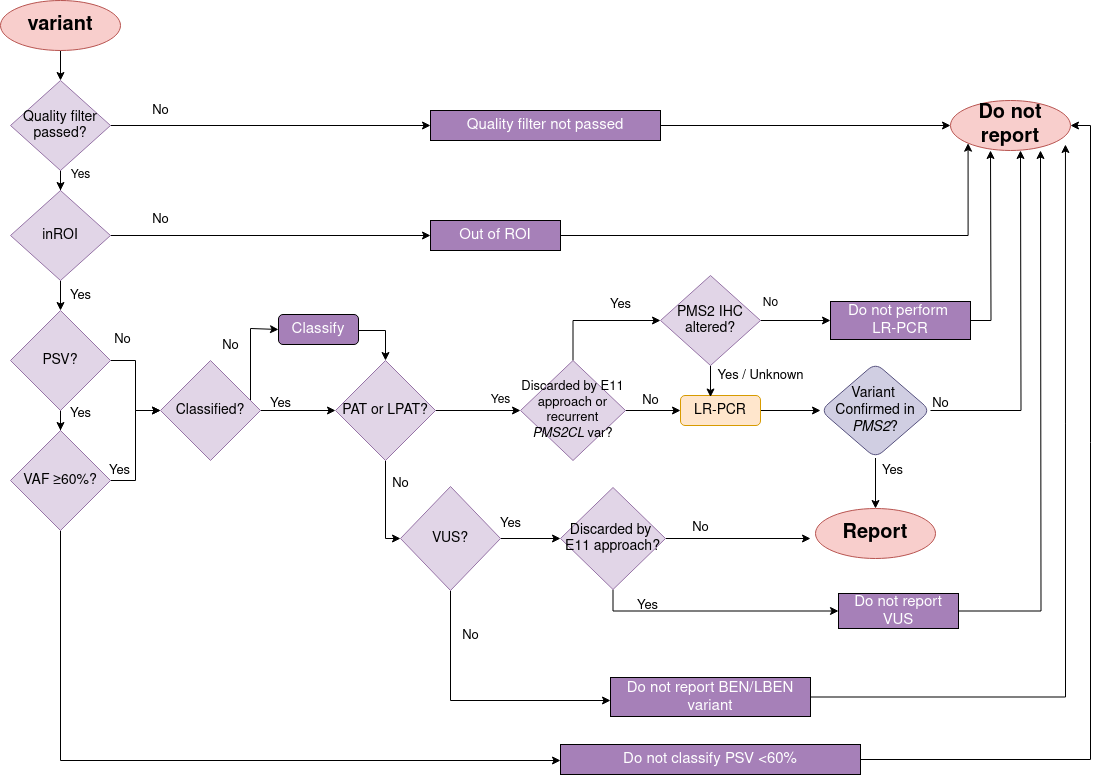 variant
Quality filter
passed?
No
Quality filter not passed
Do not
report
Yes
inROI
No
Out of ROI
Yes
PSV?
No
Yes
VAF ≥60%?
Yes
Classified?
No
Classify
Yes
PAT or LPAT?
Yes
Discarded by E11
approach or
recurrent
PMS2CL var?
Yes
PMS2 IHC
altered?
No
Do not perform
LR-PCR
Yes / Unknown
No
LR-PCR
Variant
Confirmed in
PMS2?
No
Yes
Report
No
VUS?
Yes
Discarded by
E11 approach?
No
Yes
Do not report
VUS
No
Do not report BEN/LBEN
variant
Do not classify PSV <60%